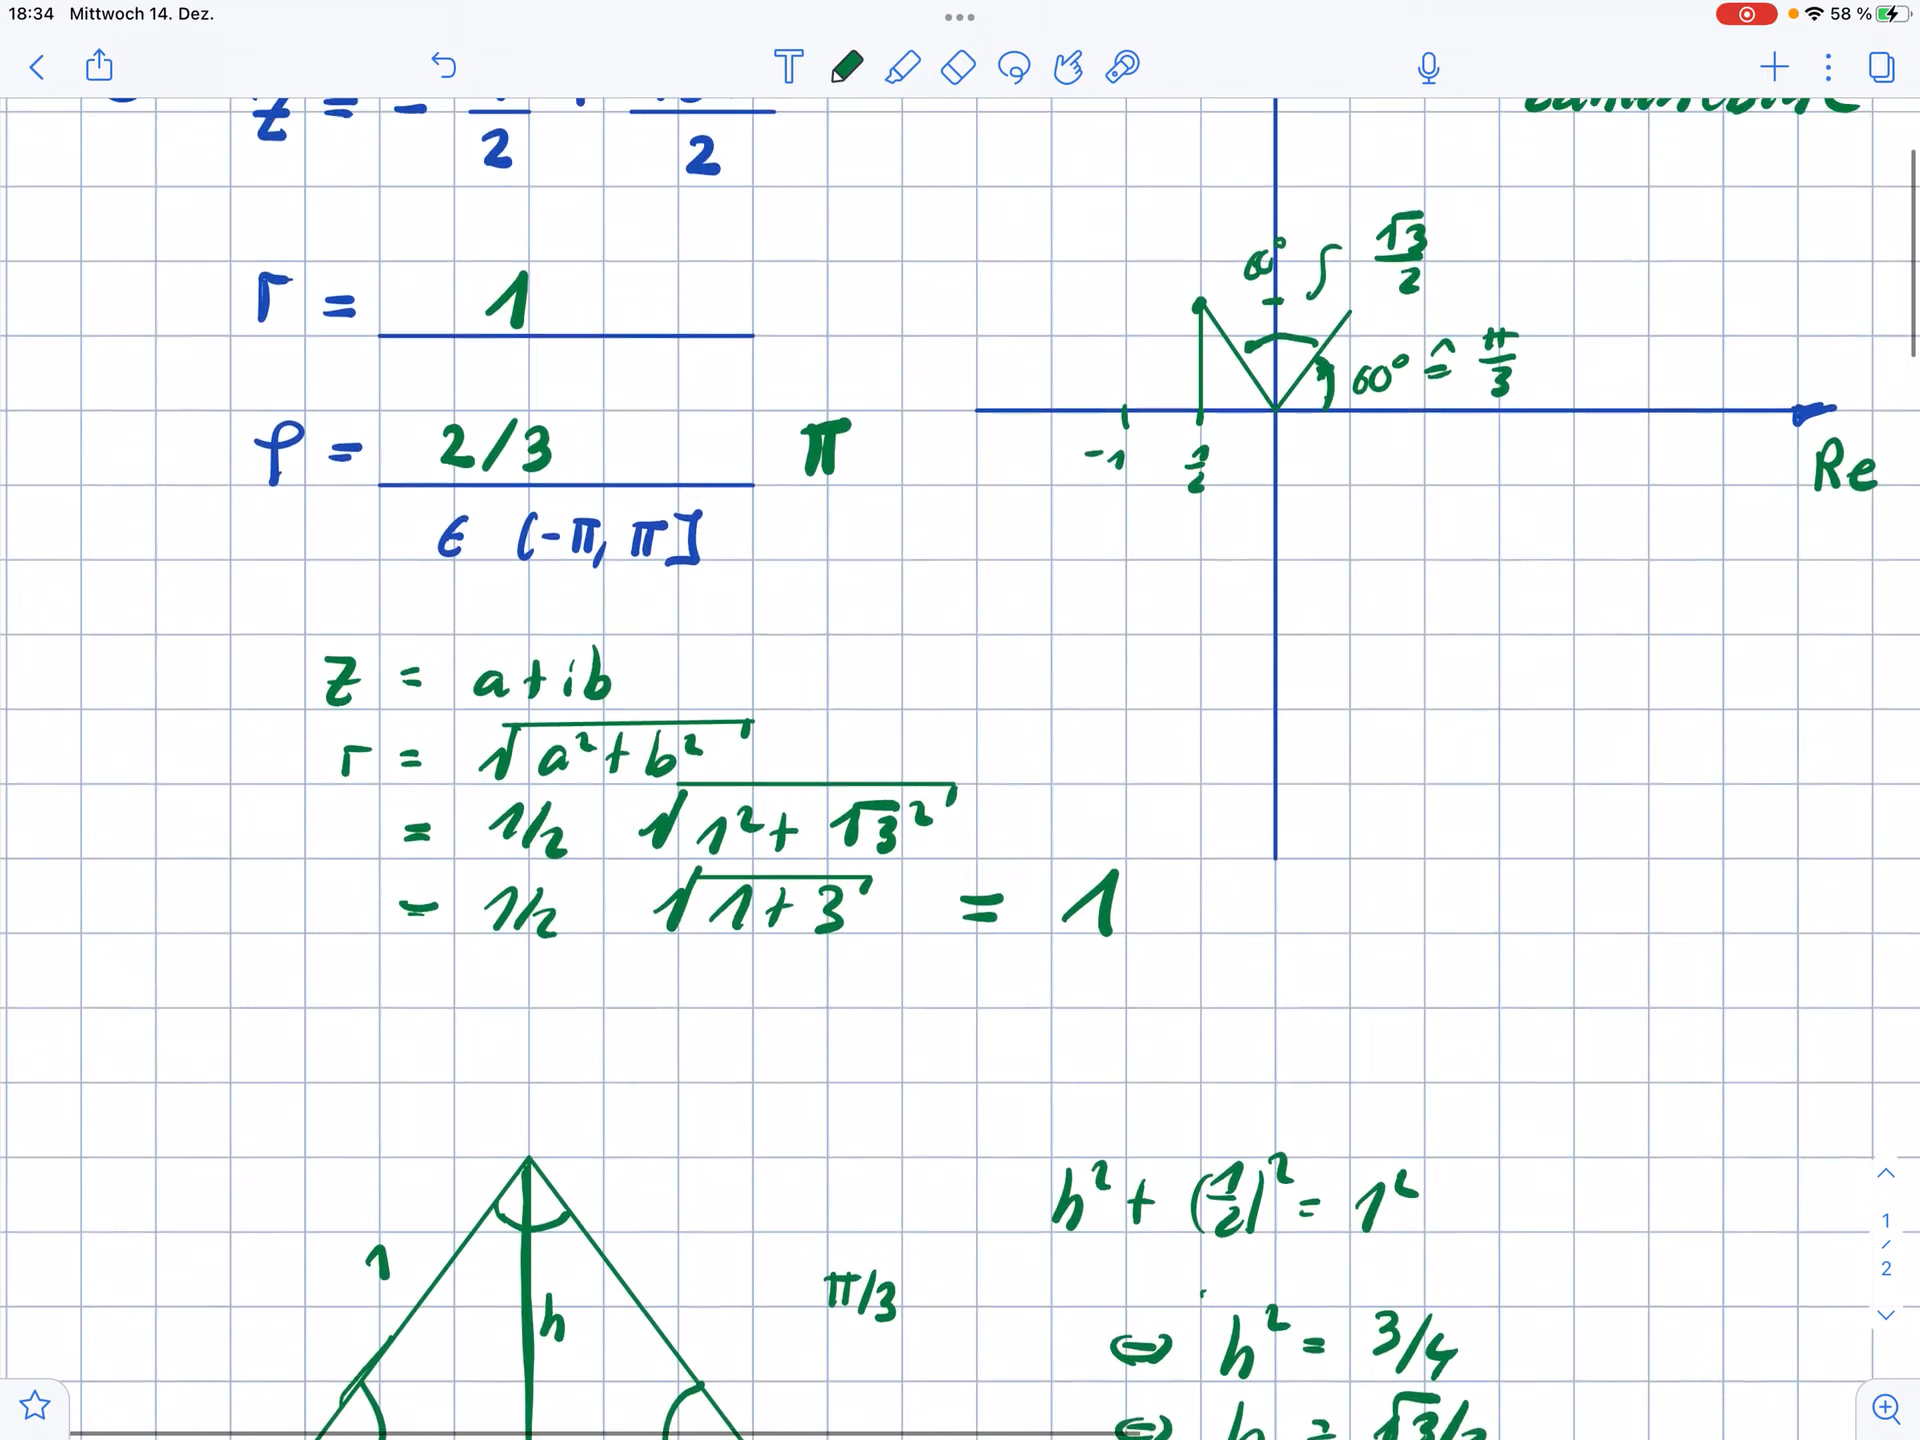 18:34 Mittwoch 14. Dez.
58 %
T
z = -
2
2
√3
2
60°
r = 1
60° ≙ π/3
φ = 2/3 π
-1
1/2
Re
∈ (-π, π]
z = a + ib
r = √a² + b²
= 1/2 √1² + √3²
= 1/2 √1 + 3 = 1
h² + (1/2)² = 1²
1
1
/
2
π/3
h
⇔ h² = 3/4
⇔ h = √3/2